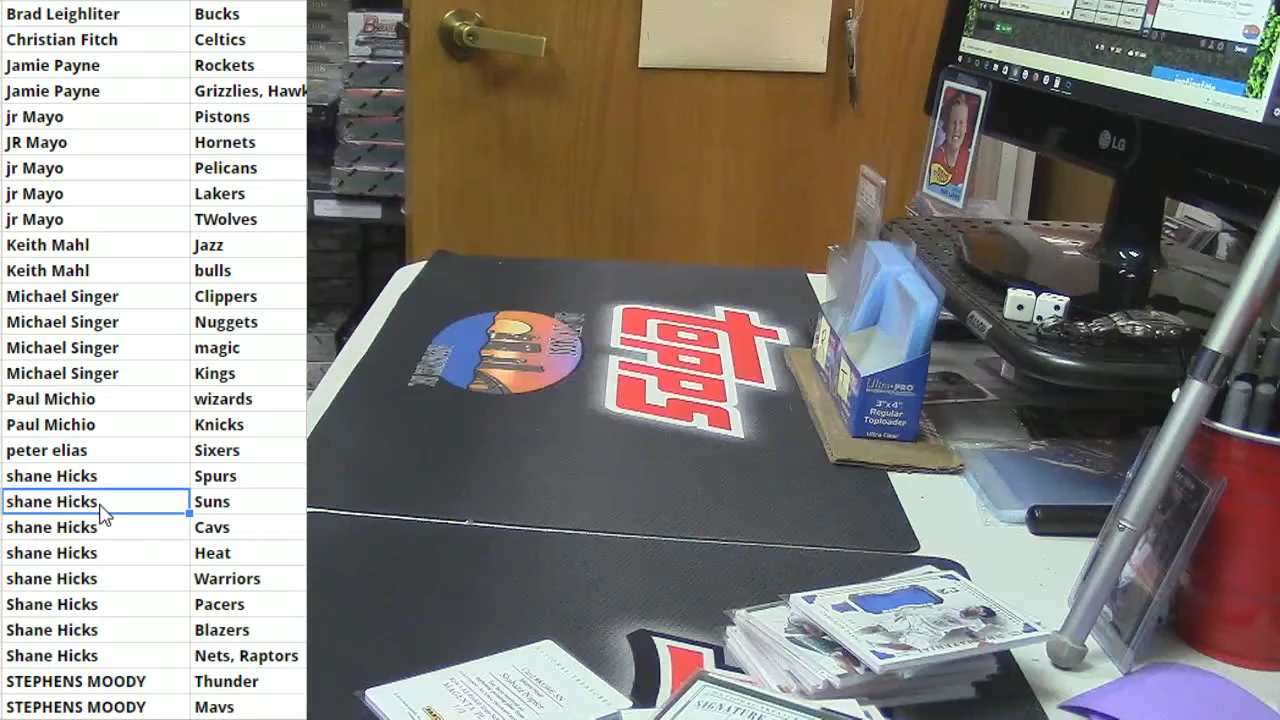 Brad Leighliter Bucks
Christian Fitch Celtics
Jamie Payne Rockets
Jamie Payne Grizzlies, Hawk
jr Mayo Pistons
JR Mayo Hornets
jr Mayo Pelicans
jr Mayo Lakers
jr Mayo TWolves
Keith Mahl Jazz
Keith Mahl bulls
Michael Singer Clippers
Michael Singer Nuggets
Michael Singer magic
Michael Singer Kings
Paul Michio wizards
Paul Michio Knicks
peter elias Sixers
shane Hicks Spurs
shane Hicks Suns
shane Hicks Cavs
shane Hicks Heat
shane Hicks Warriors
Shane Hicks Pacers
Shane Hicks Blazers
Shane Hicks Nets, Raptors
STEPHENS MOODY Thunder
STEPHENS MOODY Mavs
LG
topps
Ultra PRO
3"x4"
Regular
Toploader
Ultra Clear
SIGNATURE